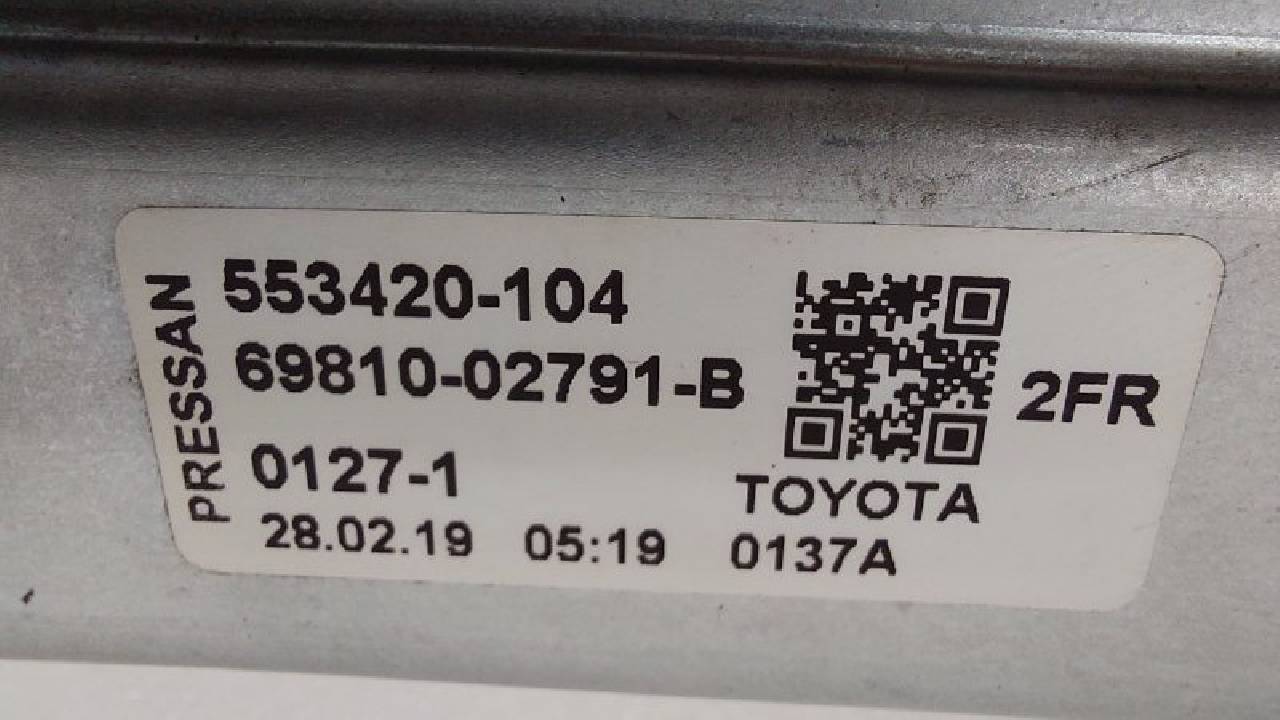 PRESSAN
553420-104
69810-02791-B
2FR
0127-1
TOYOTA
28.02.19 05:19 0137A